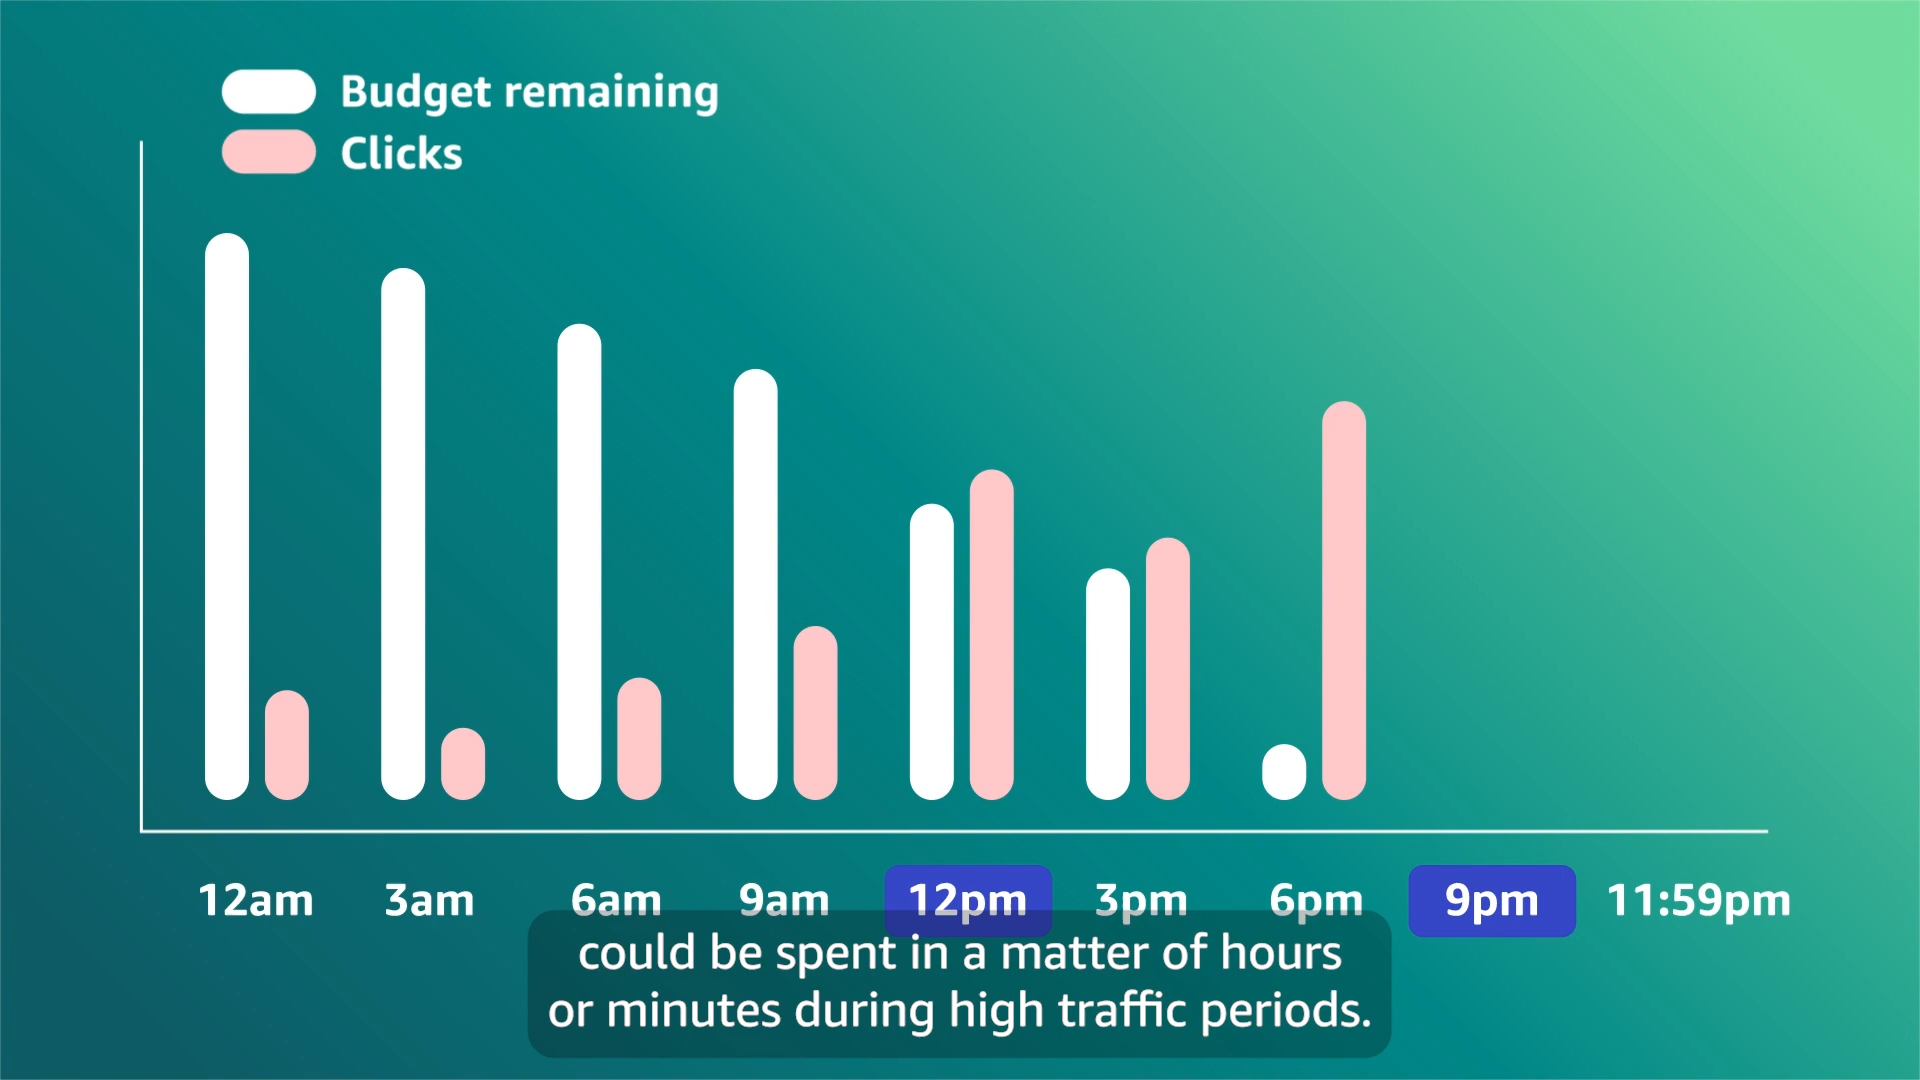 Budget remaining
Clicks
12am 3am 6am 9am 12pm 3pm 6pm 9pm 11:59pm
could be spent in a matter of hours
or minutes during high traffic periods.